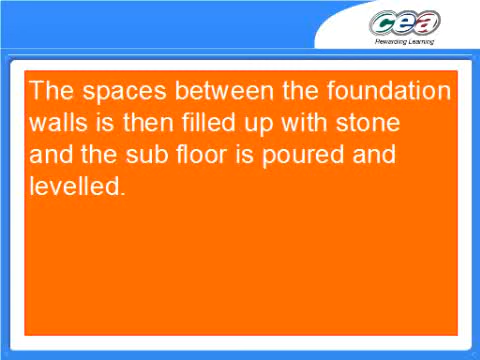 cea
Rewarding Learning
The spaces between the foundation
walls is then filled up with stone
and the sub floor is poured and
levelled.